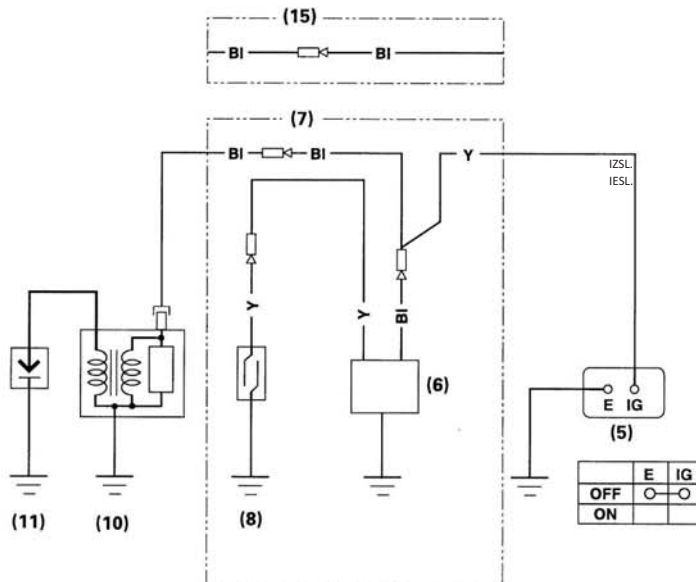 (15)
Bl Bl
(7)
Bl Bl Y
IZSL.
IESL.
Y Y Bl
(6)
E IG
(5)
(11) (10) (8)
E IG
OFF
ON